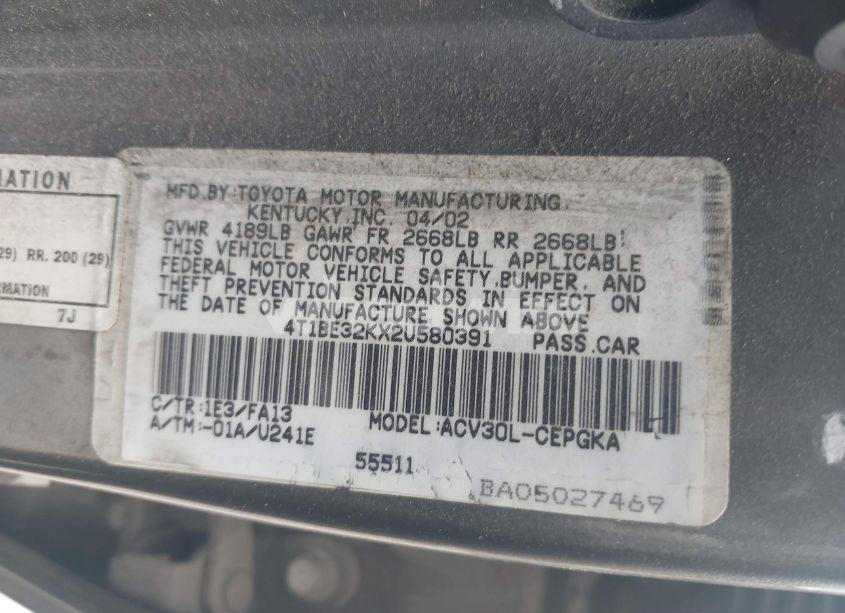 MATION
29) RR. 200 (29)
RMATION
7J
MFD.BY:TOYOTA MOTOR MANUFACTURING,
KENTUCKY,INC. 04/02
GVWR 4189LB GAWR FR 2668LB RR 2668LB
THIS VEHICLE CONFORMS TO ALL APPLICABLE
FEDERAL MOTOR VEHICLE SAFETY,BUMPER, AND
THEFT PREVENTION STANDARDS IN EFFECT ON
THE DATE OF MANUFACTURE SHOWN ABOVE
4T1BE32KX2U580391 PASS.CAR
C/TR:1E3/FA13 MODEL:ACV30L-CEPGKA
A/TM:-01A/U241E
55511
BA05027469